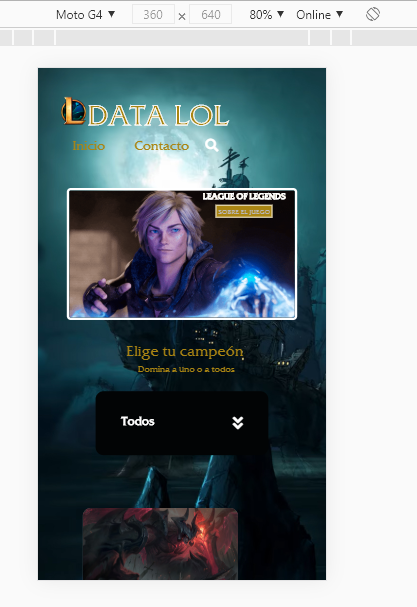 Moto G4 ▼ 360 × 640 80% ▼ Online ▼
DATA LOL
Inicio Contacto
LEAGUE OF LEGENDS
SOBRE EL JUEGO
Elige tu campeón
Domina a uno o a todos
Todos